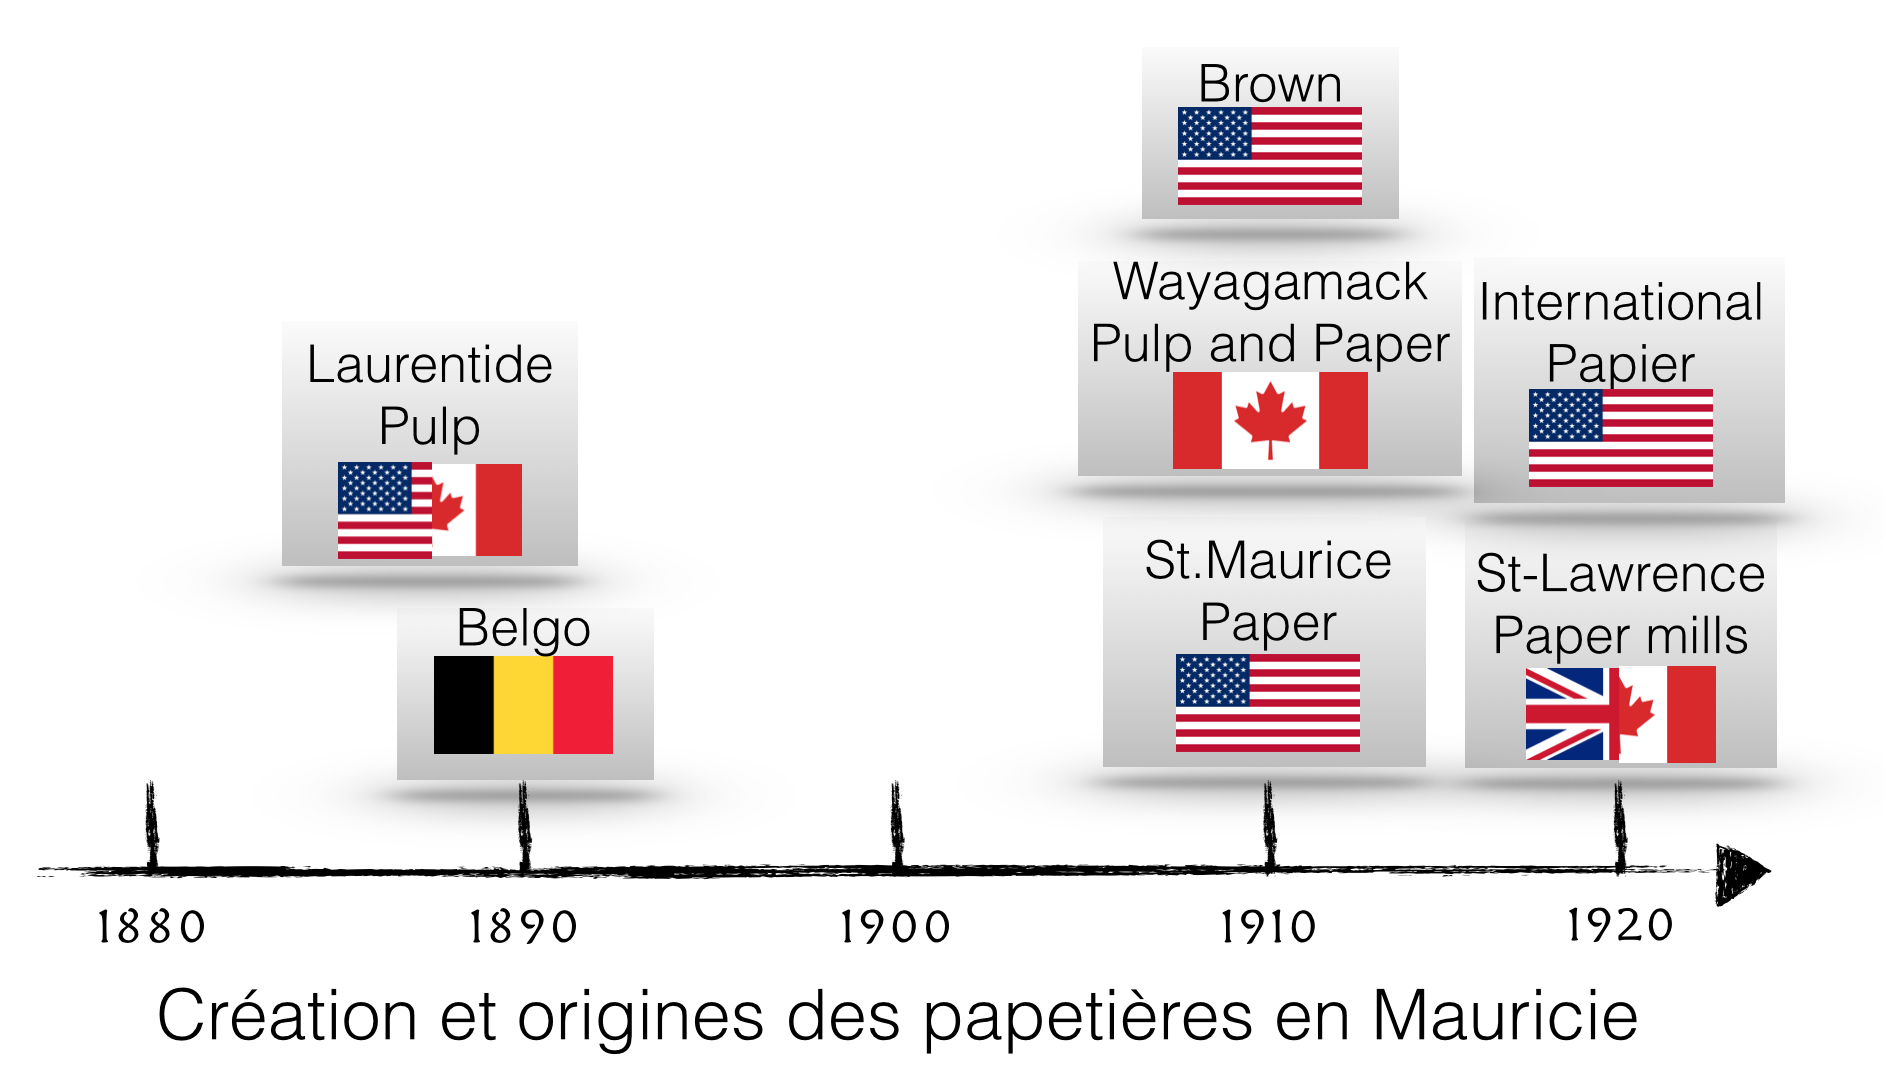 Brown
Wayagamack
Pulp and Paper
International
Papier
Laurentide
Pulp
St.Maurice
Paper
St-Lawrence
Paper mills
Belgo
1880
1890
1900
1910
1920
Création et origines des papetières en Mauricie